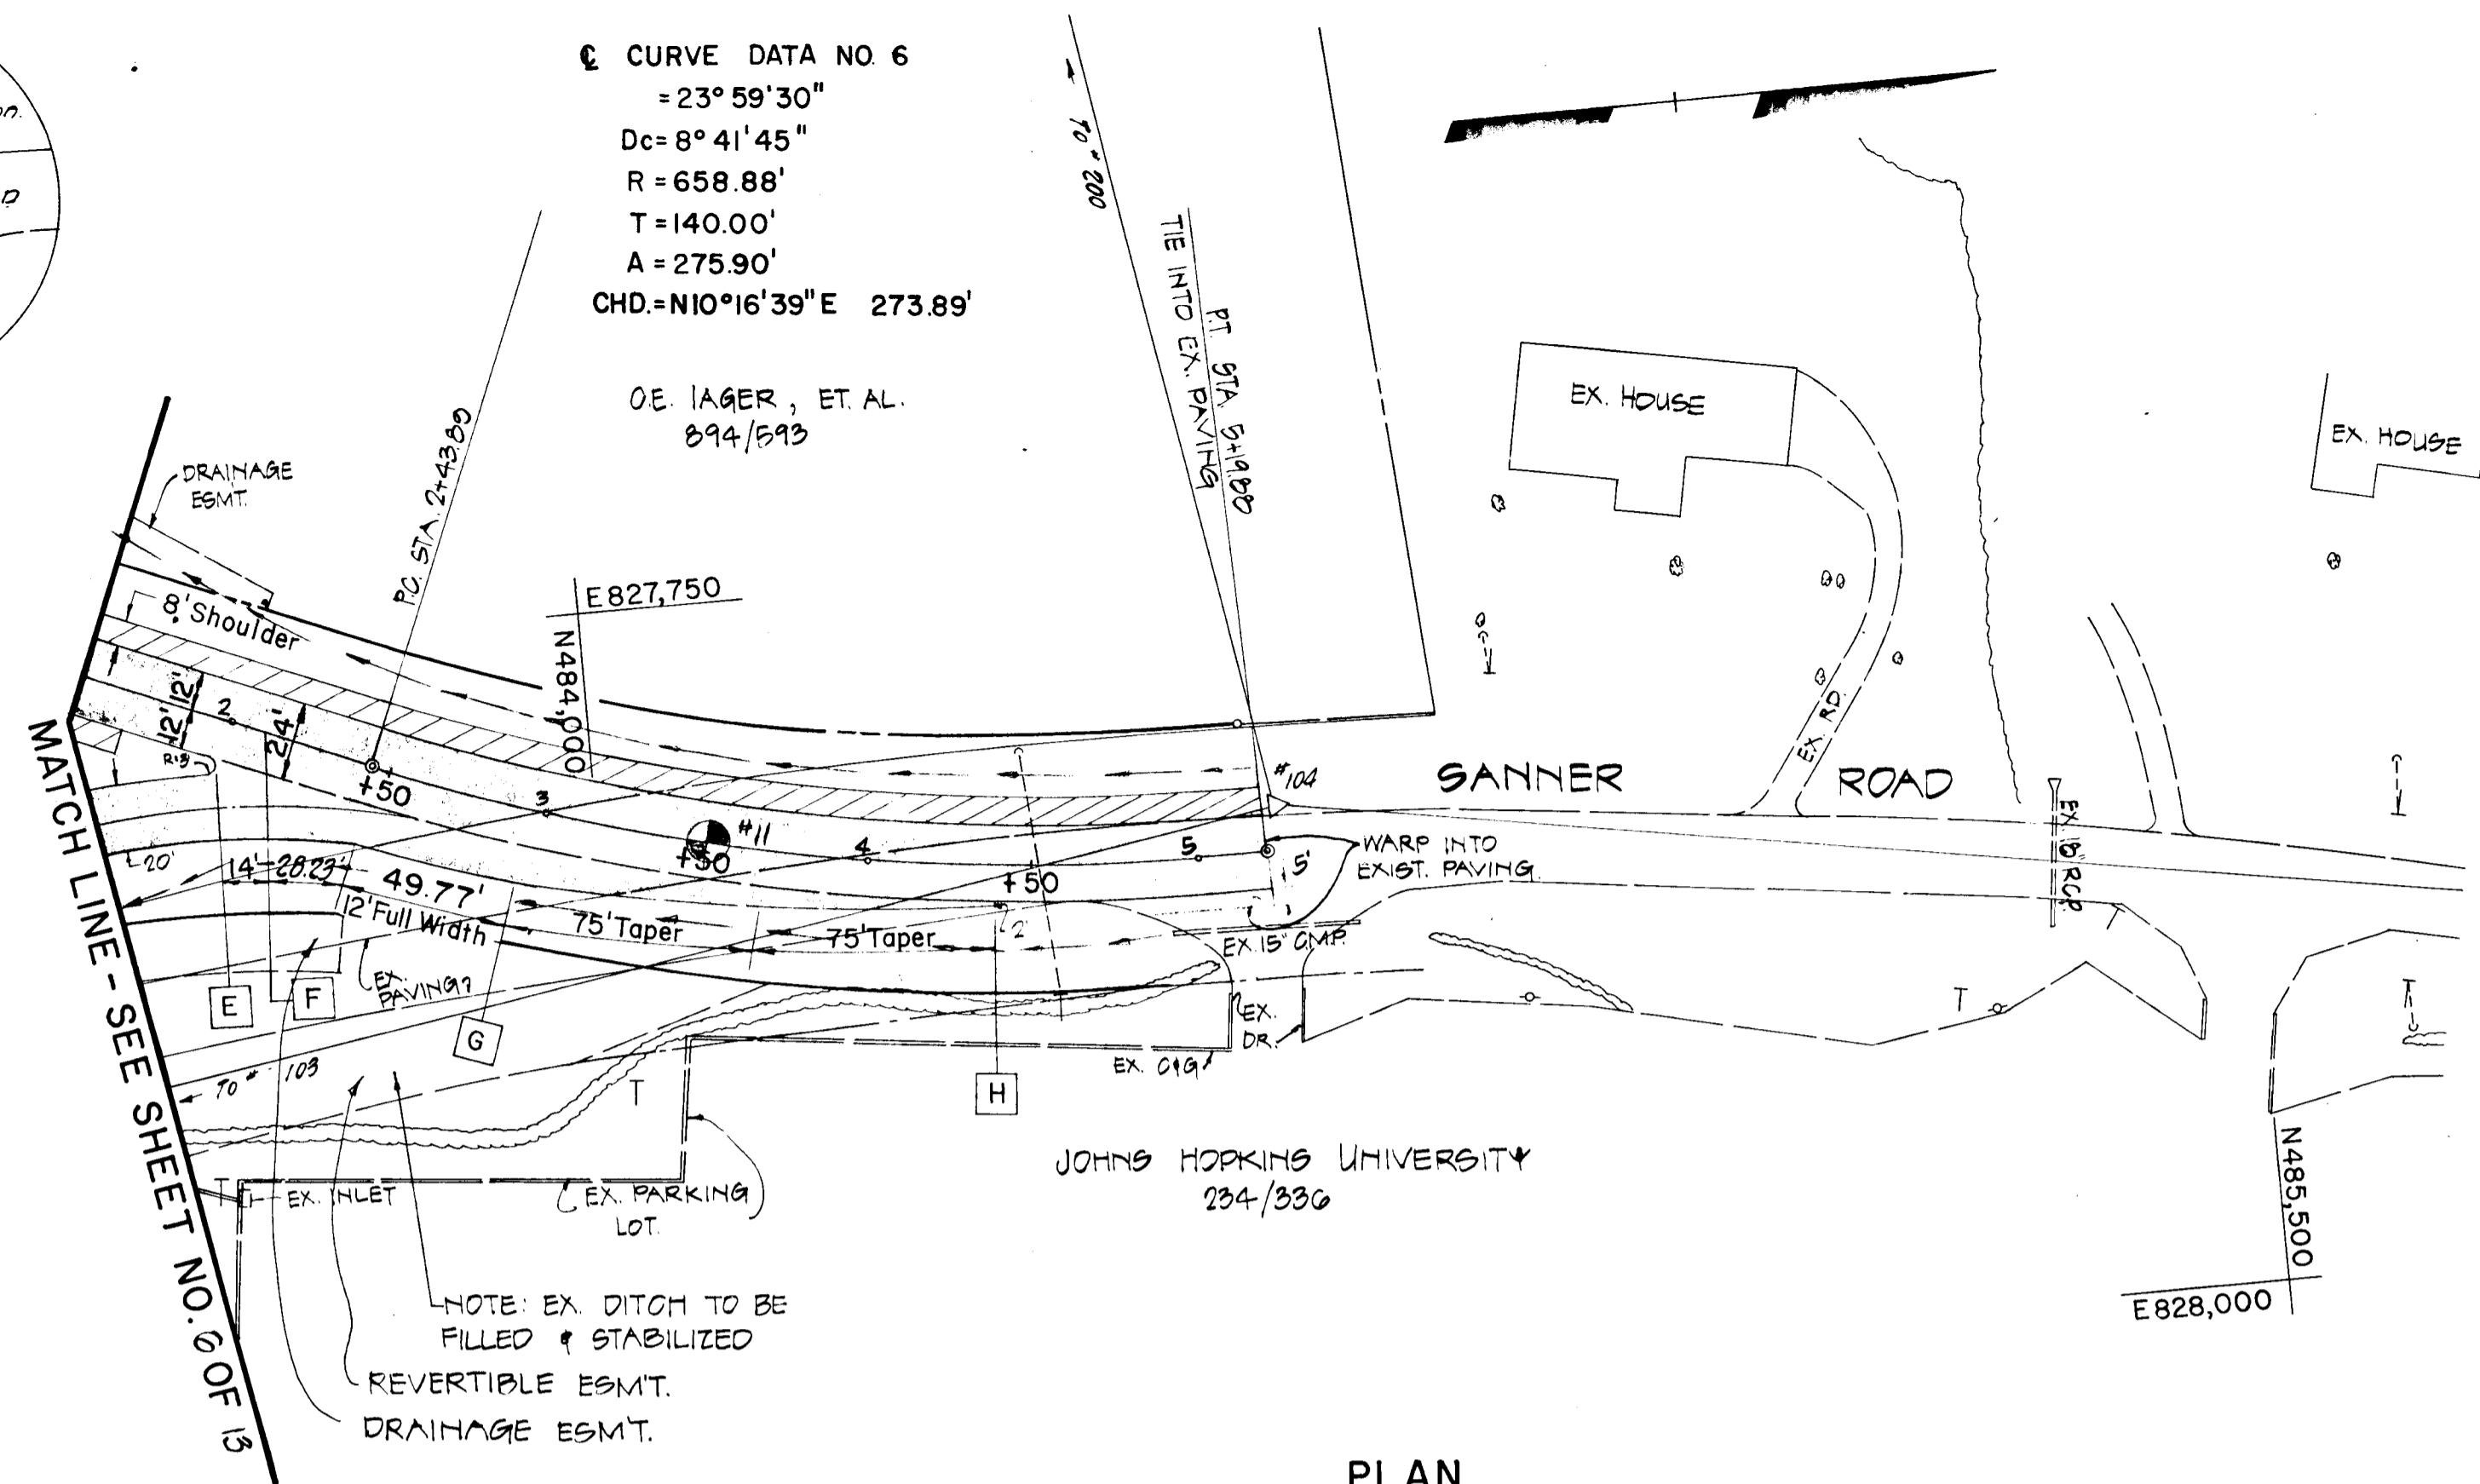 ℄ CURVE DATA NO. 6
= 23° 59' 30"
Dc= 8° 41' 45"
R = 658.88'
T = 140.00'
A = 275.90'
CHD.= N10°16'39" E 273.89'
O.E. IAGER, ET. AL.
894/593
TO # 200
TIE INTO EX. PAVING
P.T. STA. 5+19.88
P.C. STA. 2+43.89
DRAINAGE
ESMT.
E 827,750
N 484,000
8' Shoulder
12'
12'
24'
R=3'
2
+50
3
#11
+50
4
+50
5
#104
5'
EX. HOUSE
EX. HOUSE
EX. RD.
SANNER ROAD
EX. 18" RCP.
WARP INTO
EXIST. PAVING
20'
14'
28.23'
49.77'
12' Full Width
75' Taper
75' Taper
2'
EX. 15" C.M.P.
E
F
G
H
EX.
PAVING
EX.
DR.
EX. C&G
TO # 103
T
T
T
T
T
T
EX. INLET
EX. PARKING
LOT.
JOHNS HOPKINS UNIVERSITY
234/336
N 485,500
E 828,000
NOTE: EX. DITCH TO BE
FILLED & STABILIZED
REVERTIBLE ESM'T.
DRAINAGE ESM'T.
MATCH LINE - SEE SHEET NO. 6 OF 13
PLAN